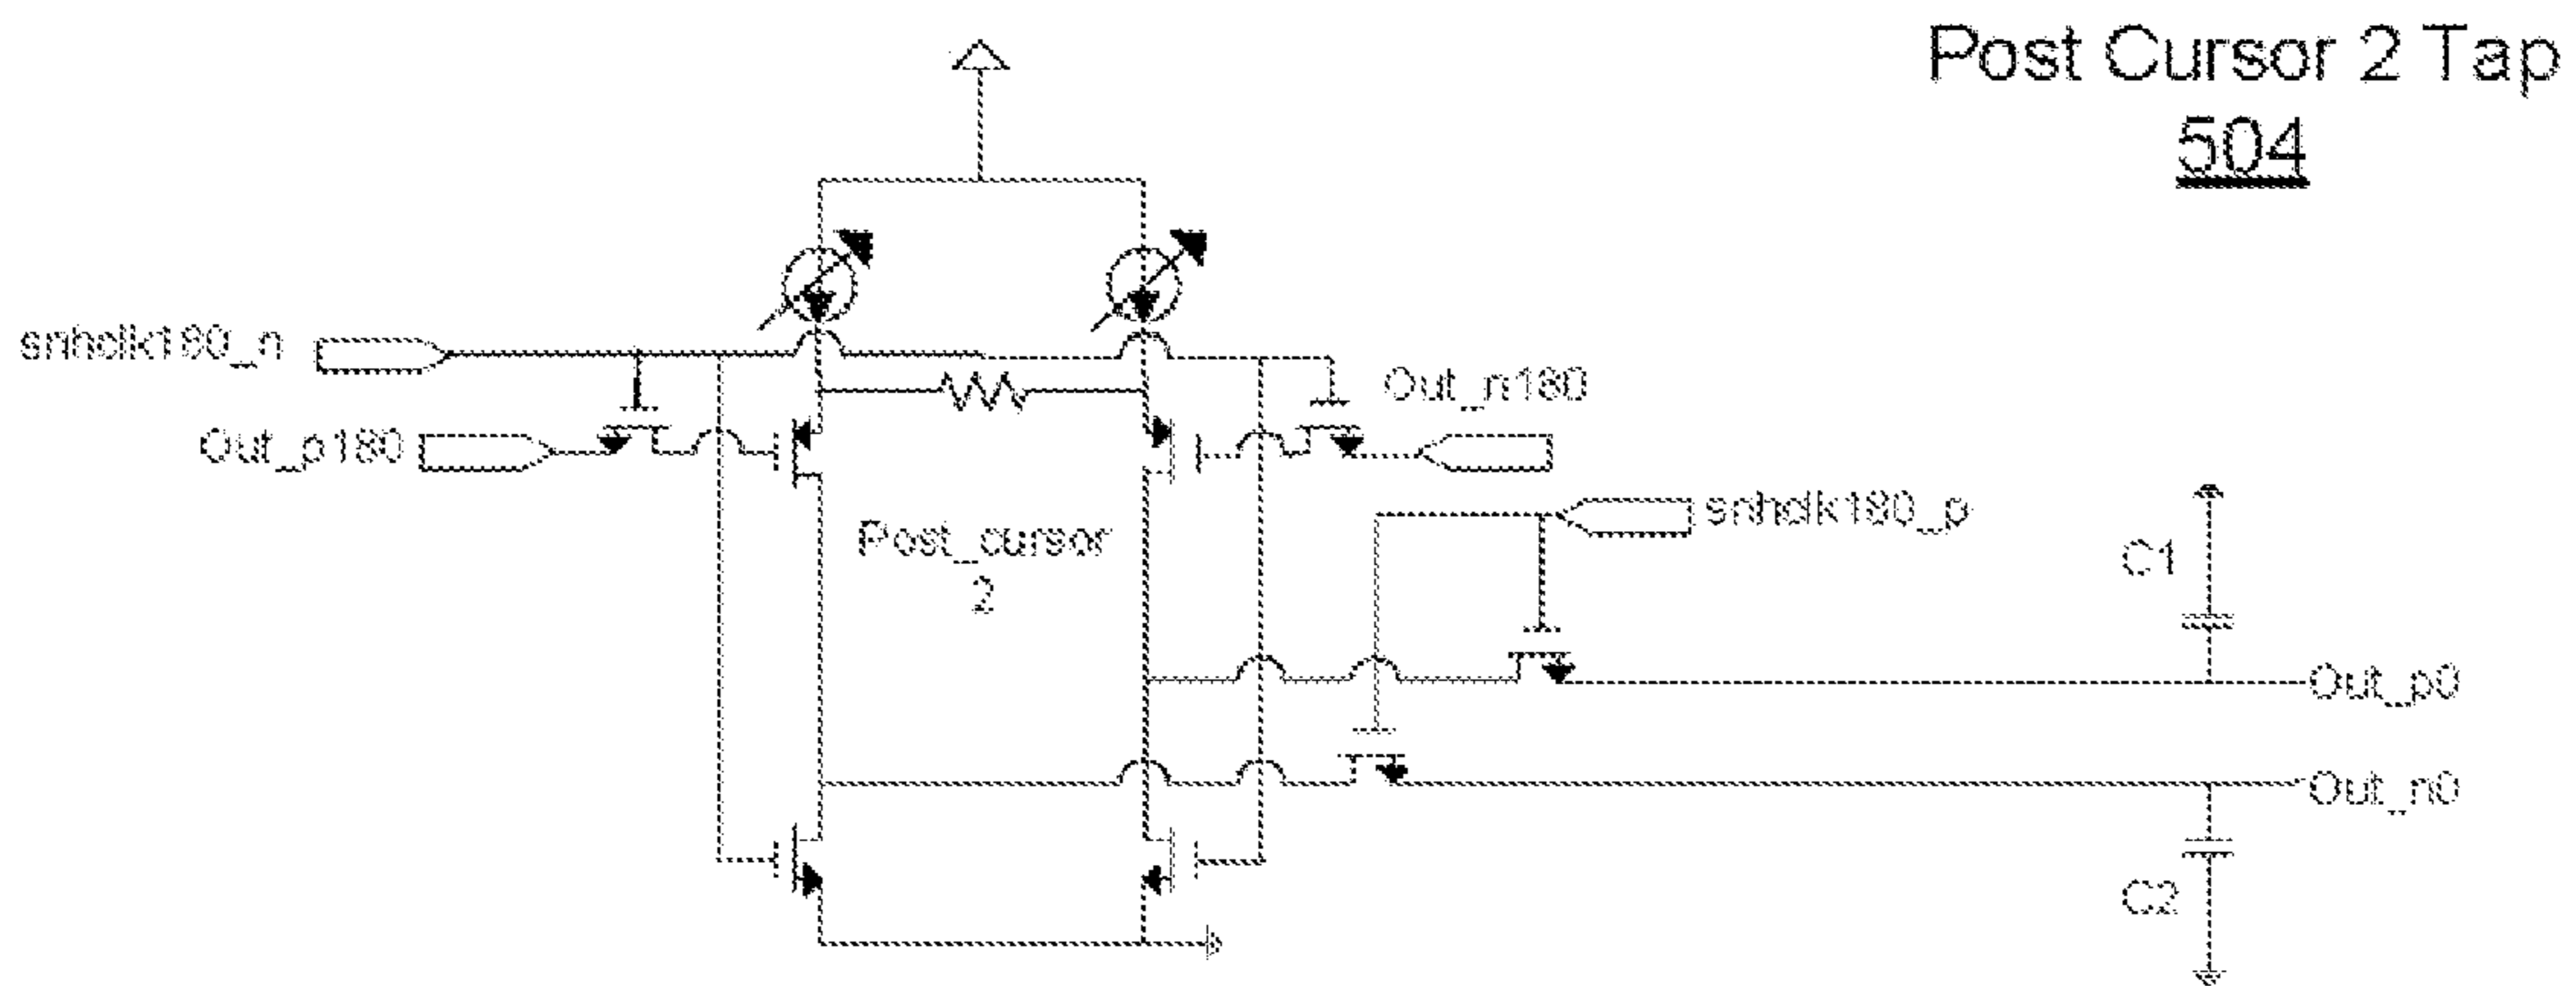 Post Cursor 2 Tap
504
snhclk180_n
Out_n180
Out_p180
snhclk180_p
Post_cursor
2
C1
Out_p0
Out_n0
C2